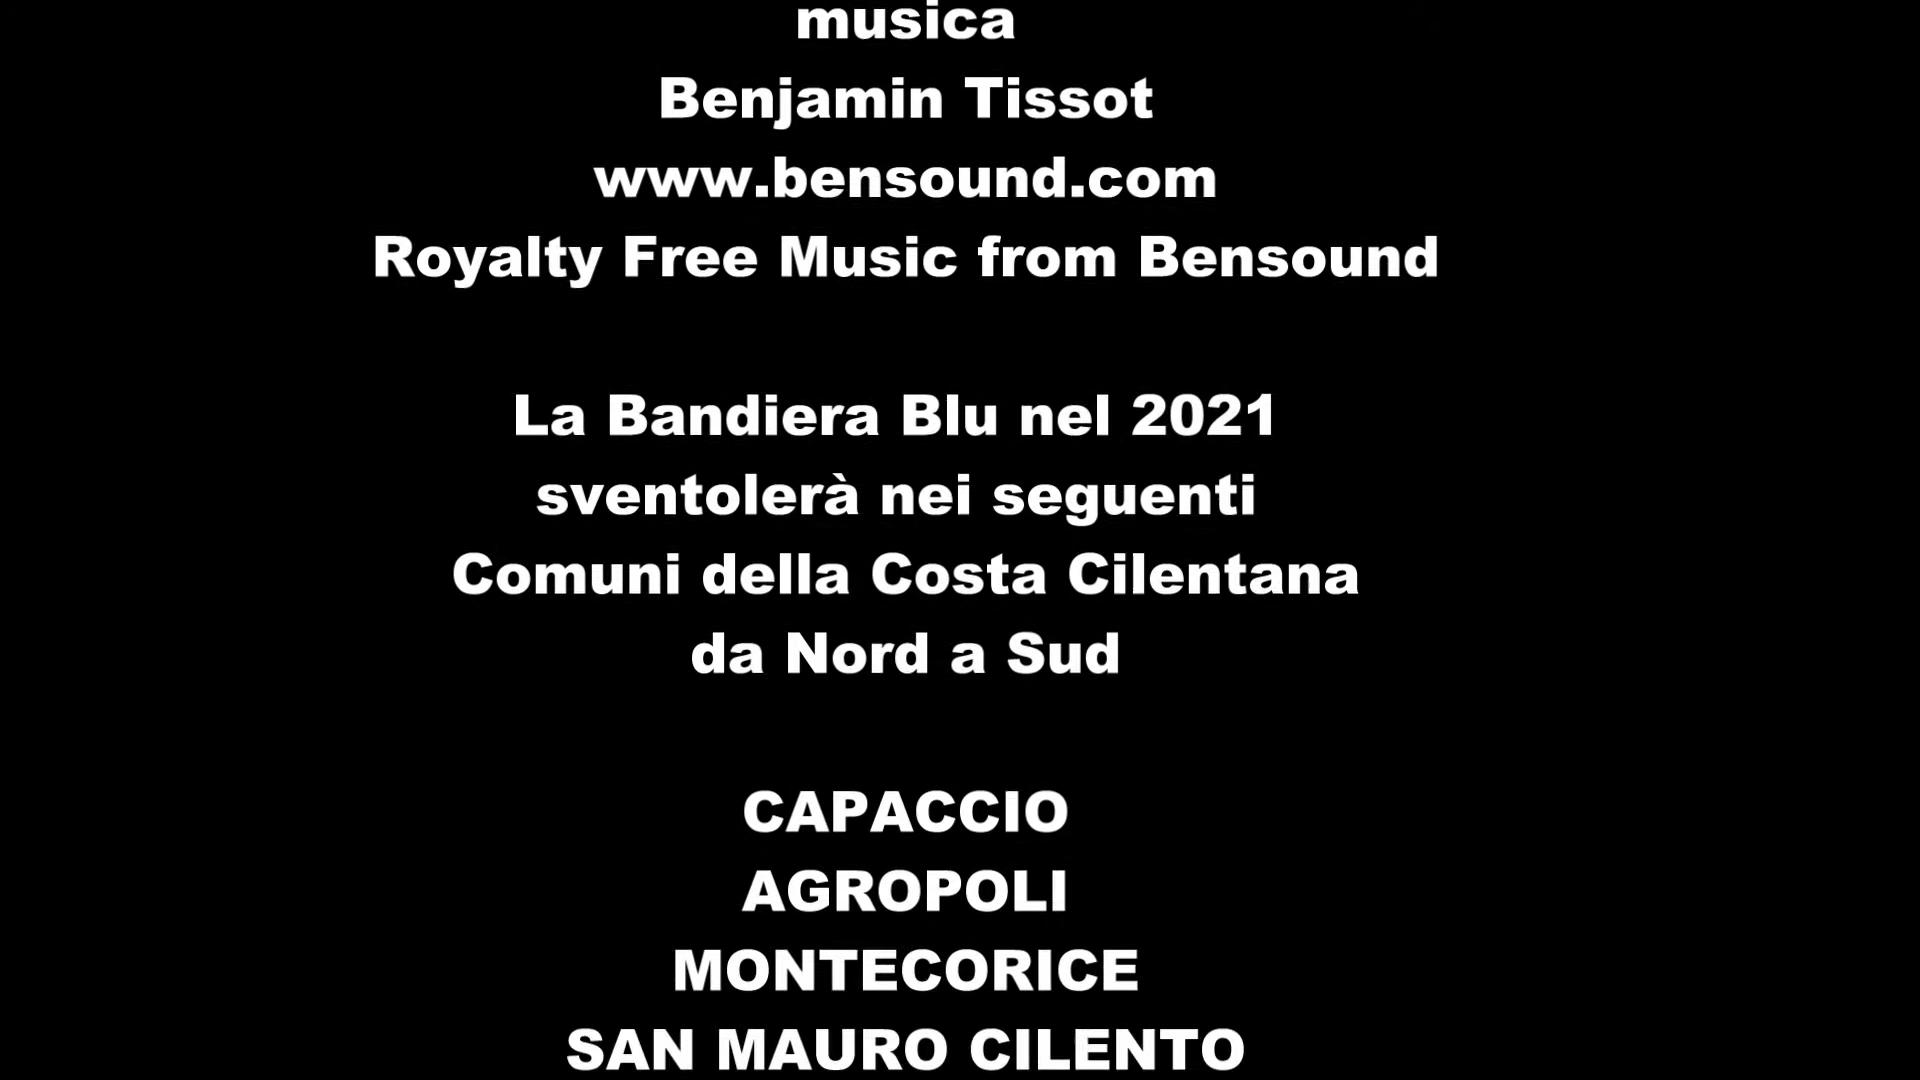 musica
Benjamin Tissot
www.bensound.com
Royalty Free Music from Bensound
La Bandiera Blu nel 2021
sventolerà nei seguenti
Comuni della Costa Cilentana
da Nord a Sud
CAPACCIO
AGROPOLI
MONTECORICE
SAN MAURO CILENTO